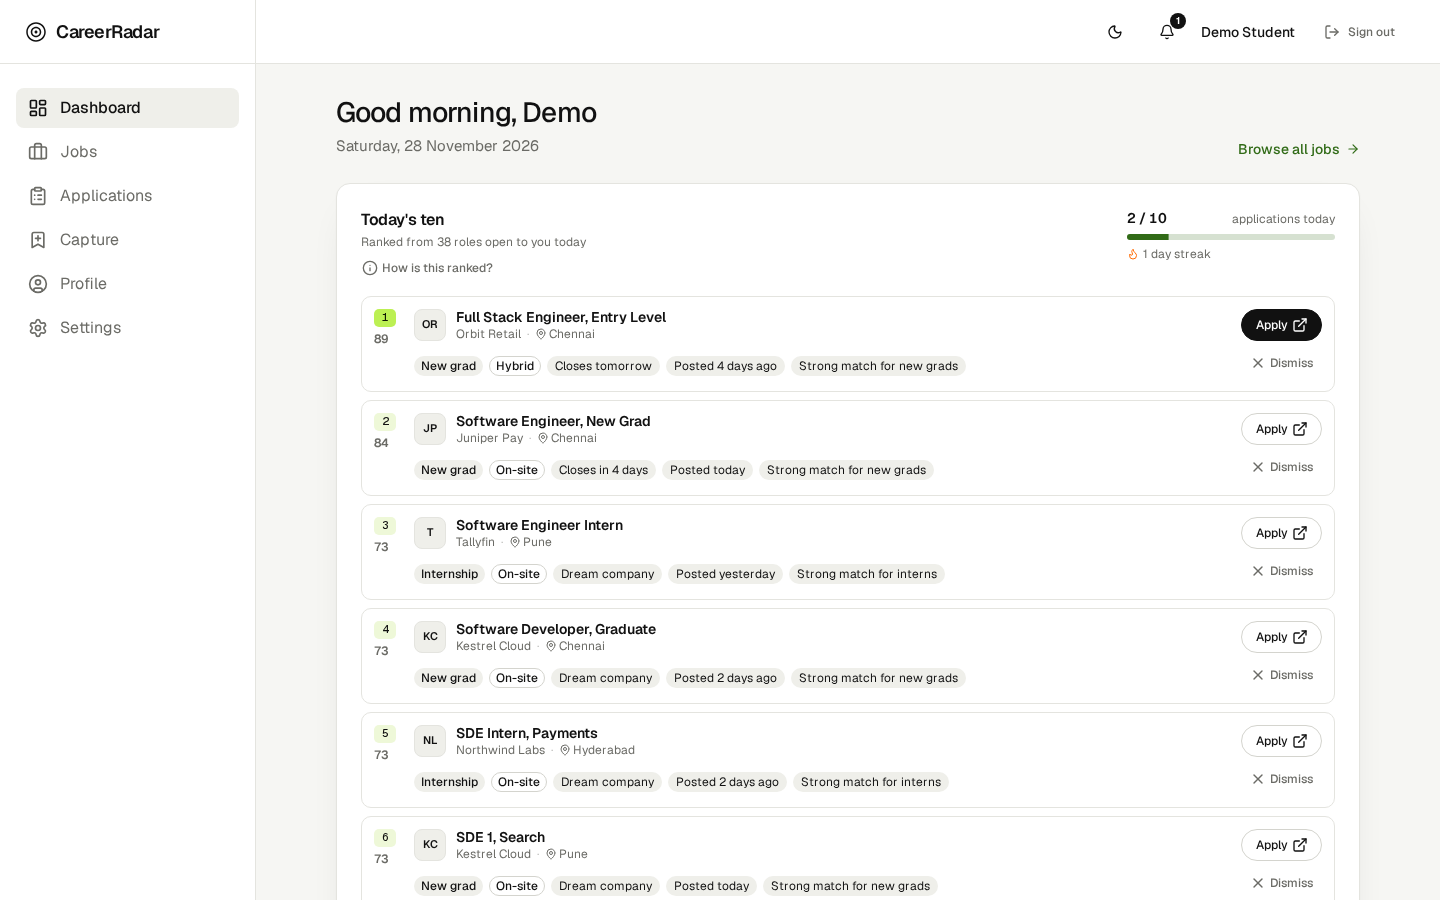 CareerRadar
1
Demo Student
Sign out
Dashboard
Jobs
Applications
Capture
Profile
Settings
Good morning, Demo
Saturday, 28 November 2026
Browse all jobs
Today's ten
Ranked from 38 roles open to you today
How is this ranked?
2 / 10 applications today
1 day streak
1
89
OR
Full Stack Engineer, Entry Level
Orbit Retail · Chennai
New grad Hybrid Closes tomorrow Posted 4 days ago Strong match for new grads
Apply
Dismiss
2
84
JP
Software Engineer, New Grad
Juniper Pay · Chennai
New grad On-site Closes in 4 days Posted today Strong match for new grads
Apply
Dismiss
3
73
T
Software Engineer Intern
Tallyfin · Pune
Internship On-site Dream company Posted yesterday Strong match for interns
Apply
Dismiss
4
73
KC
Software Developer, Graduate
Kestrel Cloud · Chennai
New grad On-site Dream company Posted 2 days ago Strong match for new grads
Apply
Dismiss
5
73
NL
SDE Intern, Payments
Northwind Labs · Hyderabad
Internship On-site Dream company Posted 2 days ago Strong match for interns
Apply
Dismiss
6
73
KC
SDE 1, Search
Kestrel Cloud · Pune
New grad On-site Dream company Posted today Strong match for new grads
Apply
Dismiss